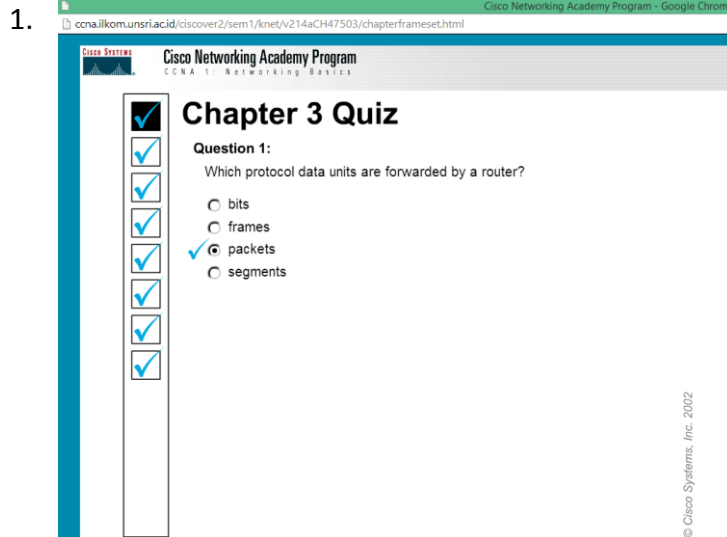 1.
Cisco Networking Academy Program - Google Chrom
ccna.ilkom.unsri.ac.id/ciscover2/sem1/knet/v214aCH47503/chapterframeset.html
CISCO SYSTEMS
Cisco Networking Academy Program
CCNA 1: Networking Basics
Chapter 3 Quiz
Question 1:
Which protocol data units are forwarded by a router?
bits
frames
packets
segments
© Cisco Systems, Inc. 2002